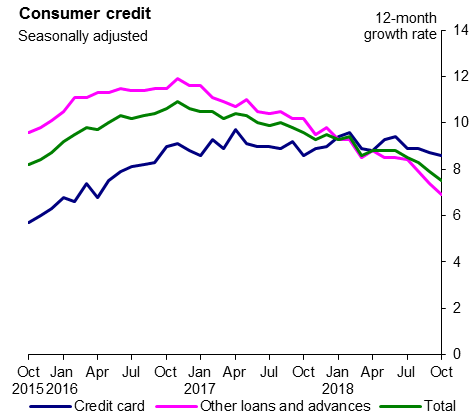 Consumer credit
Seasonally adjusted
12-month
growth rate
14
12
10
8
6
4
2
0
Oct Jan Apr Jul Oct Jan Apr Jul Oct Jan Apr Jul Oct
2015 2016 2017 2018
Credit card Other loans and advances Total